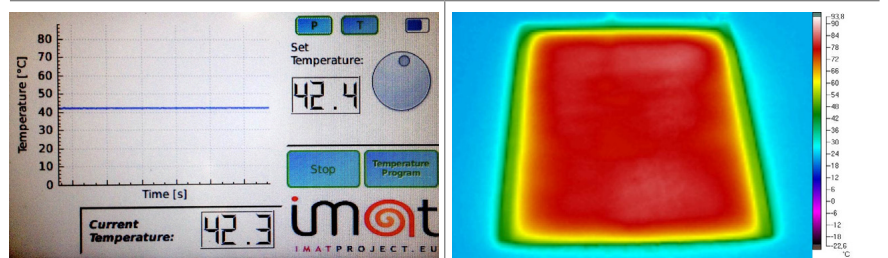 P T
Set
Temperature:
42.4
Temperature [°C]
80
70
60
50
40
30
20
10
0
Time [s]
Stop
Temperature
Program
Current
Temperature:
42.3
imat
IMATPROJECT.EU
93,8
90
84
78
72
66
60
54
48
42
36
30
24
18
12
6
-0
-6
-12
-18
-22,6
°C